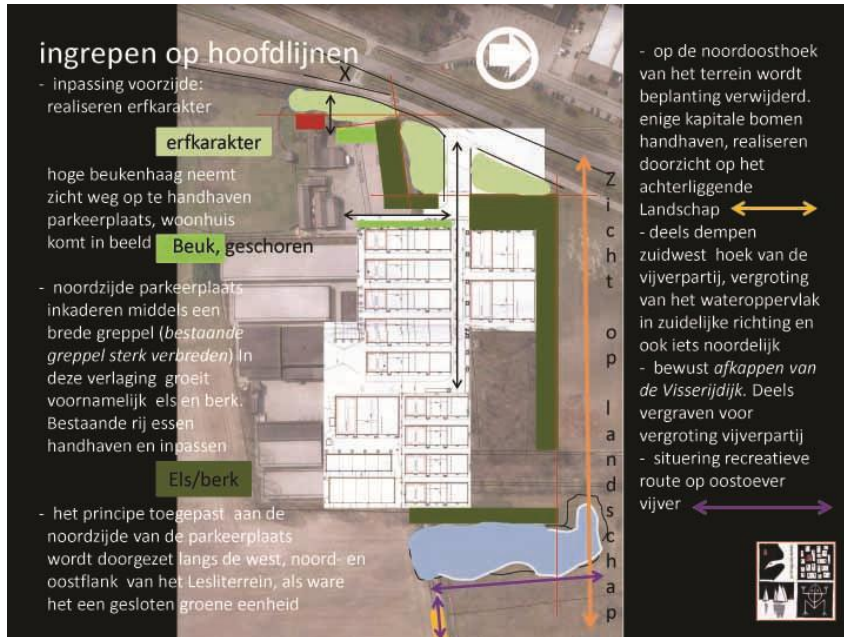 ingrepen op hoofdlijnen
- inpassing voorzijde:
realiseren erfkarakter
erfkarakter
hoge beukenhaag neemt
zicht weg op te handhaven
parkeerplaats, woonhuis
komt in beeld
Beuk, geschoren
- noordzijde parkeerplaats
inkaderen middels een
brede greppel (bestaande
greppel sterk verbreden) In
deze verlaging groeit
voornamelijk els en berk.
Bestaande rij essen
handhaven en inpassen
Els/berk
- het principe toegepast aan de
noordzijde van de parkeerplaats
wordt doorgezet langs de west, noord- en
oostflank van het Lesliterrein, als ware
het een gesloten groene eenheid
X
Zicht op landschap
- op de noordoosthoek
van het terrein wordt
beplanting verwijderd.
enige kapitale bomen
handhaven, realiseren
doorzicht op het
achterliggende
Landschap
- deels dempen
zuidwest hoek van de
vijverpartij, vergroting
van het wateroppervlak
in zuidelijke richting en
ook iets noordelijk
- bewust afkappen van
de Visserijdijk. Deels
vergraven voor
vergroting vijverpartij
- situering recreatieve
route op oostoever
vijver